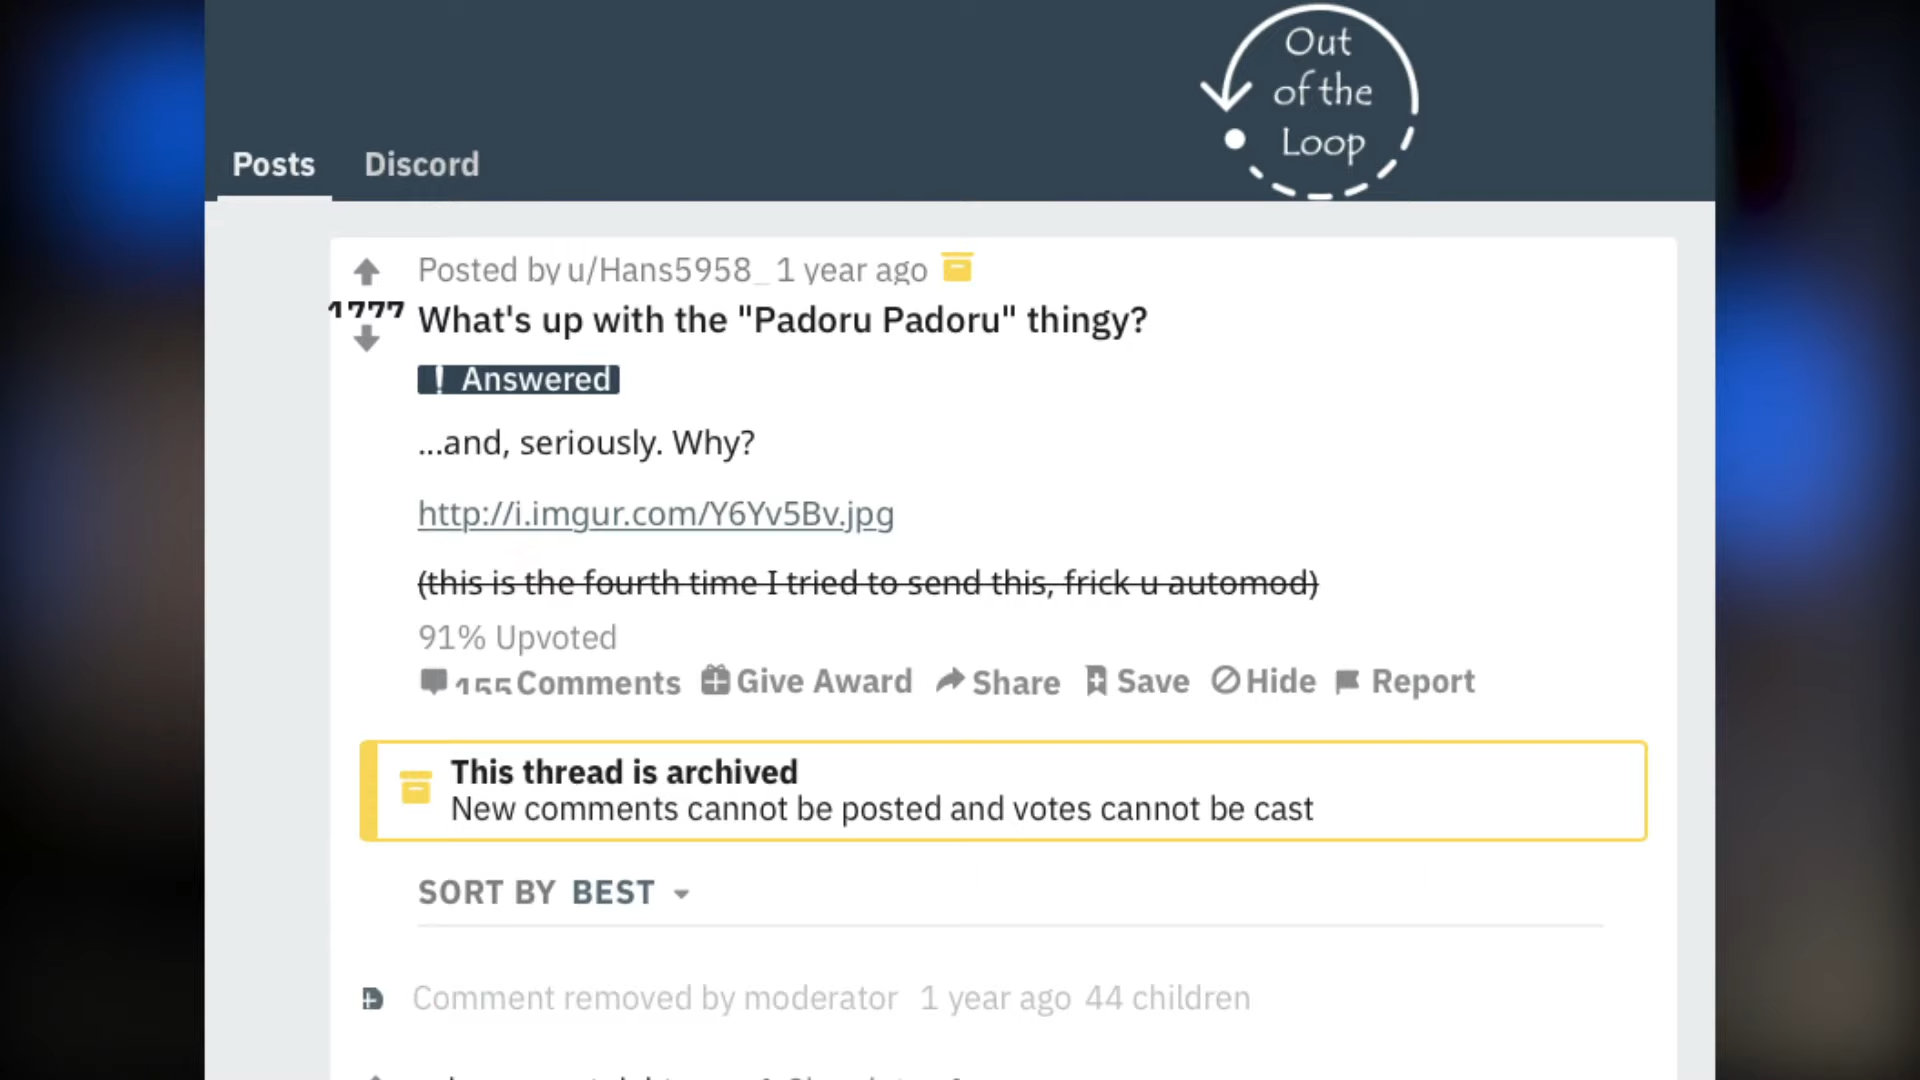 Out
of the
Loop
Posts Discord
Posted by u/Hans5958_ 1 year ago
1777 What's up with the "Padoru Padoru" thingy?
! Answered
...and, seriously. Why?
http://i.imgur.com/Y6Yv5Bv.jpg
(this is the fourth time I tried to send this, frick u automod)
91% Upvoted
155 Comments Give Award Share Save Hide Report
This thread is archived
New comments cannot be posted and votes cannot be cast
SORT BY BEST
Comment removed by moderator 1 year ago 44 children